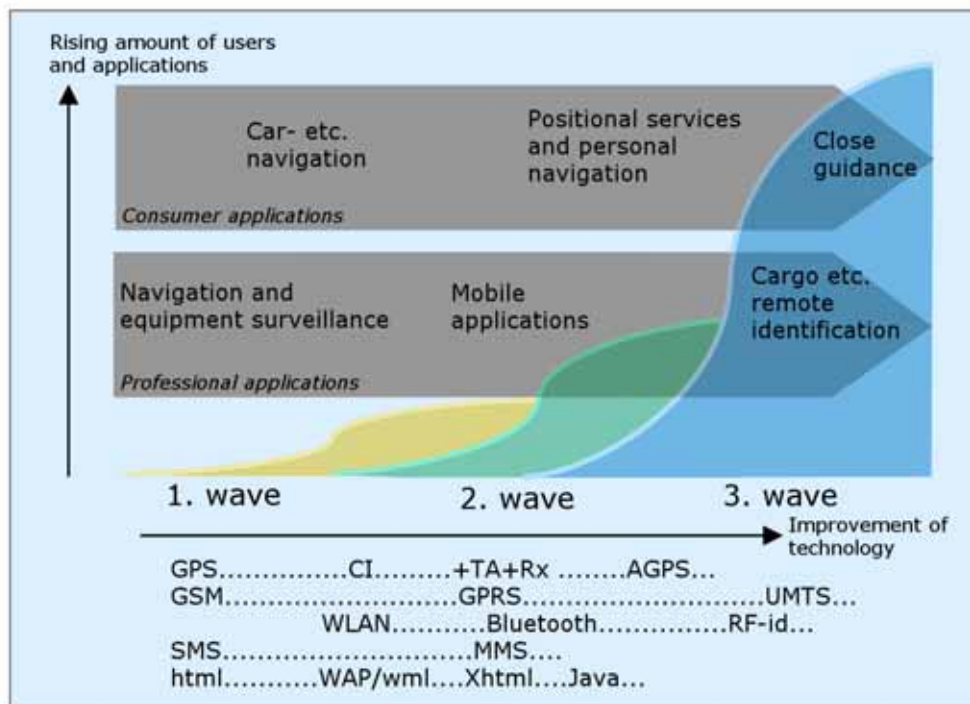 Rising amount of users
and applications
Car- etc.
navigation
Positional services
and personal
navigation
Close
guidance
Consumer applications
Navigation and
equipment surveillance
Mobile
applications
Cargo etc.
remote
identification
Professional applications
1. wave
2. wave
3. wave
Improvement of
technology
GPS..............CI.........+TA+Rx ........AGPS...
GSM..........................GPRS...........................UMTS...
WLAN..........Bluetooth...............RF-id...
SMS............................MMS....
html...........WAP/wml....Xhtml....Java...